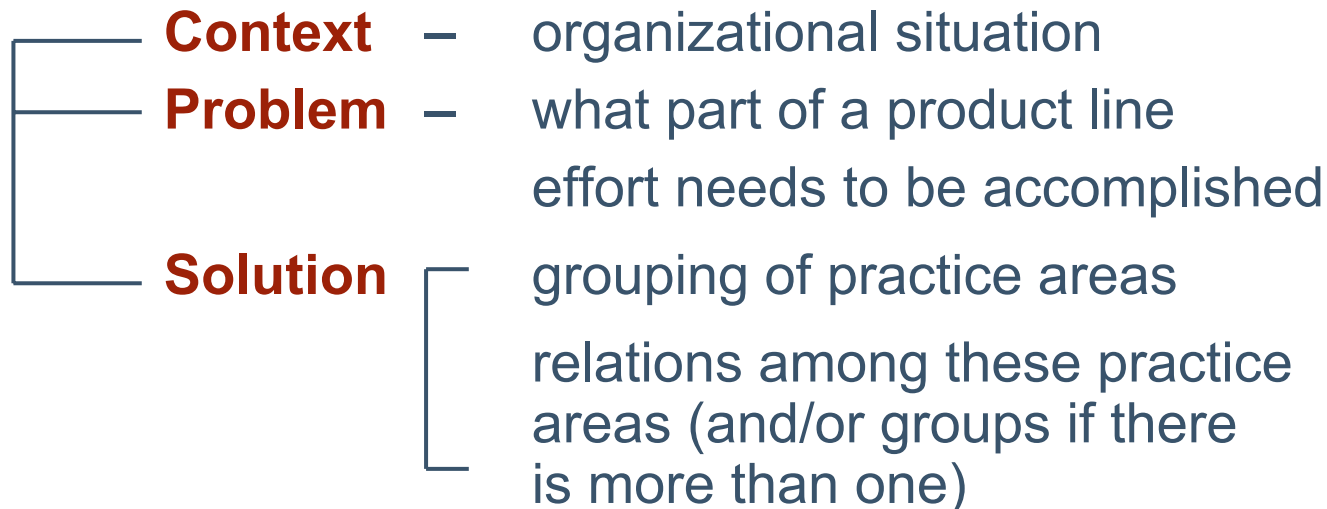 Context – organizational situation
Problem – what part of a product line
effort needs to be accomplished
Solution grouping of practice areas
relations among these practice
areas (and/or groups if there
is more than one)